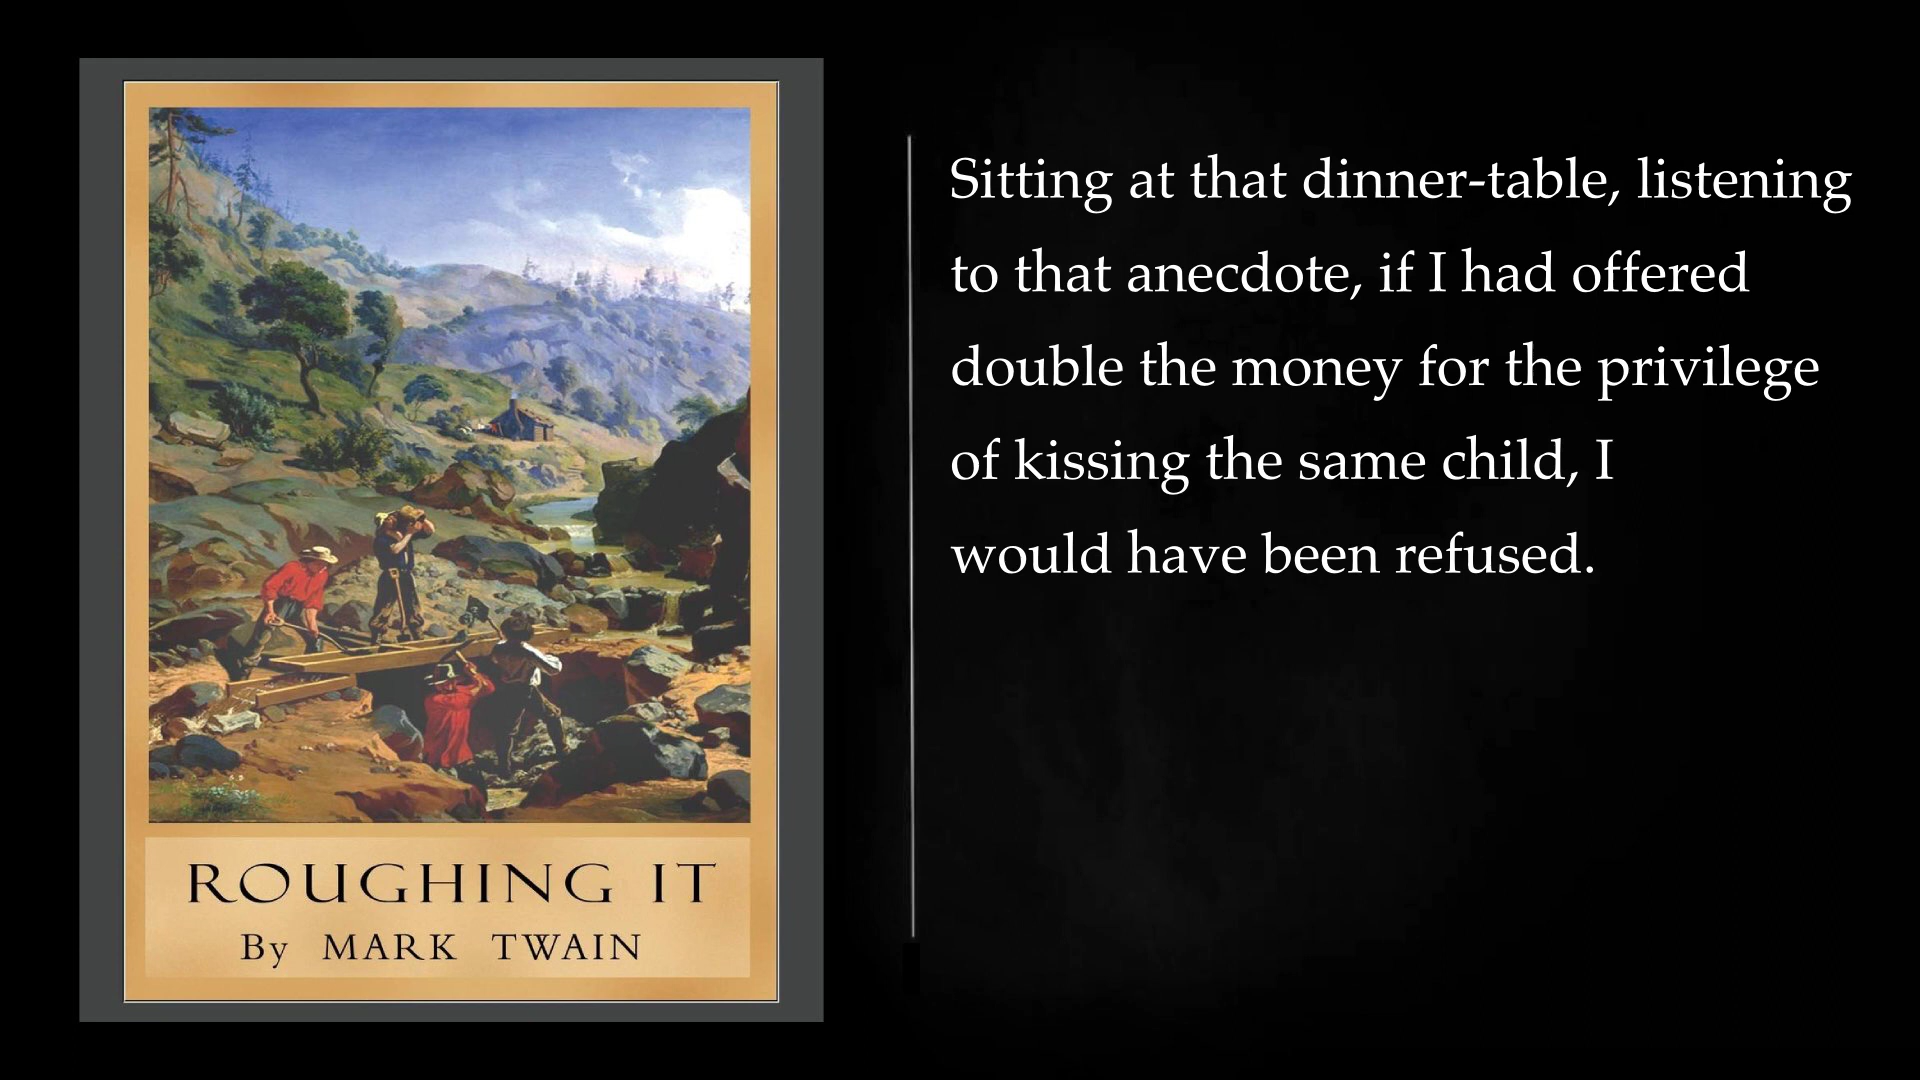 ROUGHING IT
By MARK TWAIN
Sitting at that dinner-table, listening
to that anecdote, if I had offered
double the money for the privilege
of kissing the same child, I
would have been refused.